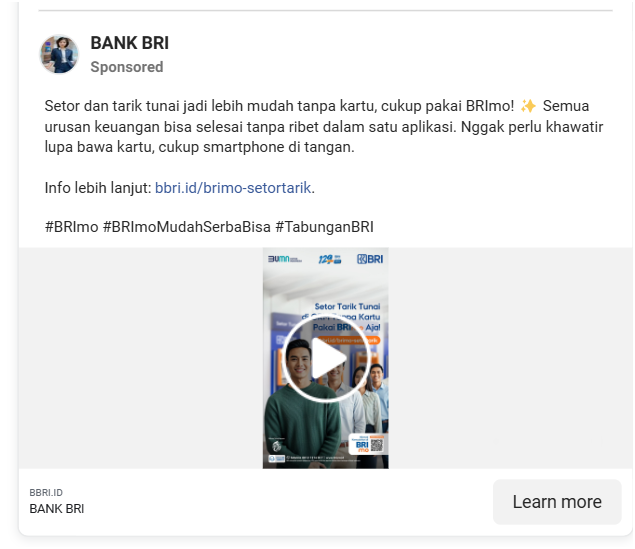 BANK BRI
Sponsored
Setor dan tarik tunai jadi lebih mudah tanpa kartu, cukup pakai BRImo! ✨ Semua
urusan keuangan bisa selesai tanpa ribet dalam satu aplikasi. Nggak perlu khawatir
lupa bawa kartu, cukup smartphone di tangan.
Info lebih lanjut: bbri.id/brimo-setortarik.
#BRImo #BRImoMudahSerbaBisa #TabunganBRI
BUMN
BRI
Setor Tarik Tunai
di Kartu
Pakai BRI Aja!
BRI
mo
BBRI.ID
BANK BRI
Learn more